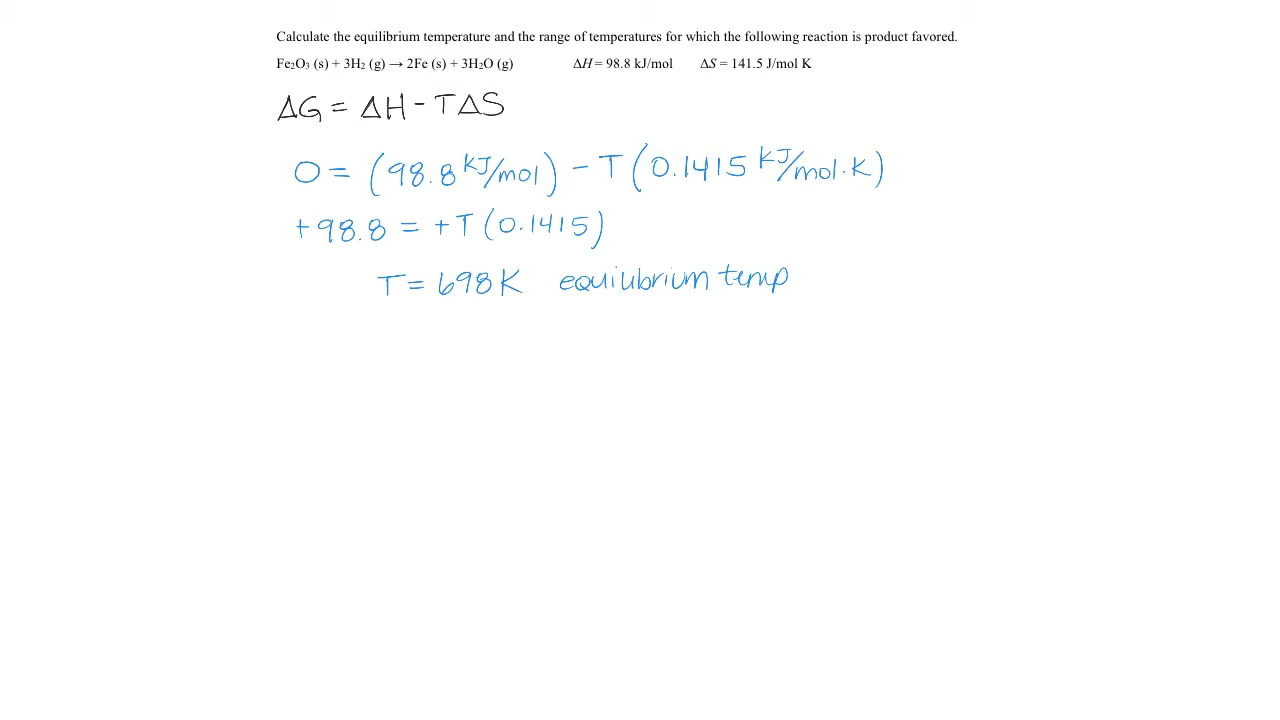 Calculate the equilibrium temperature and the range of temperatures for which the following reaction is product favored.
Fe₂O₃ (s) + 3H₂ (g) → 2Fe (s) + 3H₂O (g) ΔH = 98.8 kJ/mol ΔS = 141.5 J/mol K
ΔG = ΔH - TΔS
0 = (98.8 kJ/mol) - T(0.1415 kJ/mol·K)
+98.8 = +T(0.1415)
T = 698K equilibrium temp